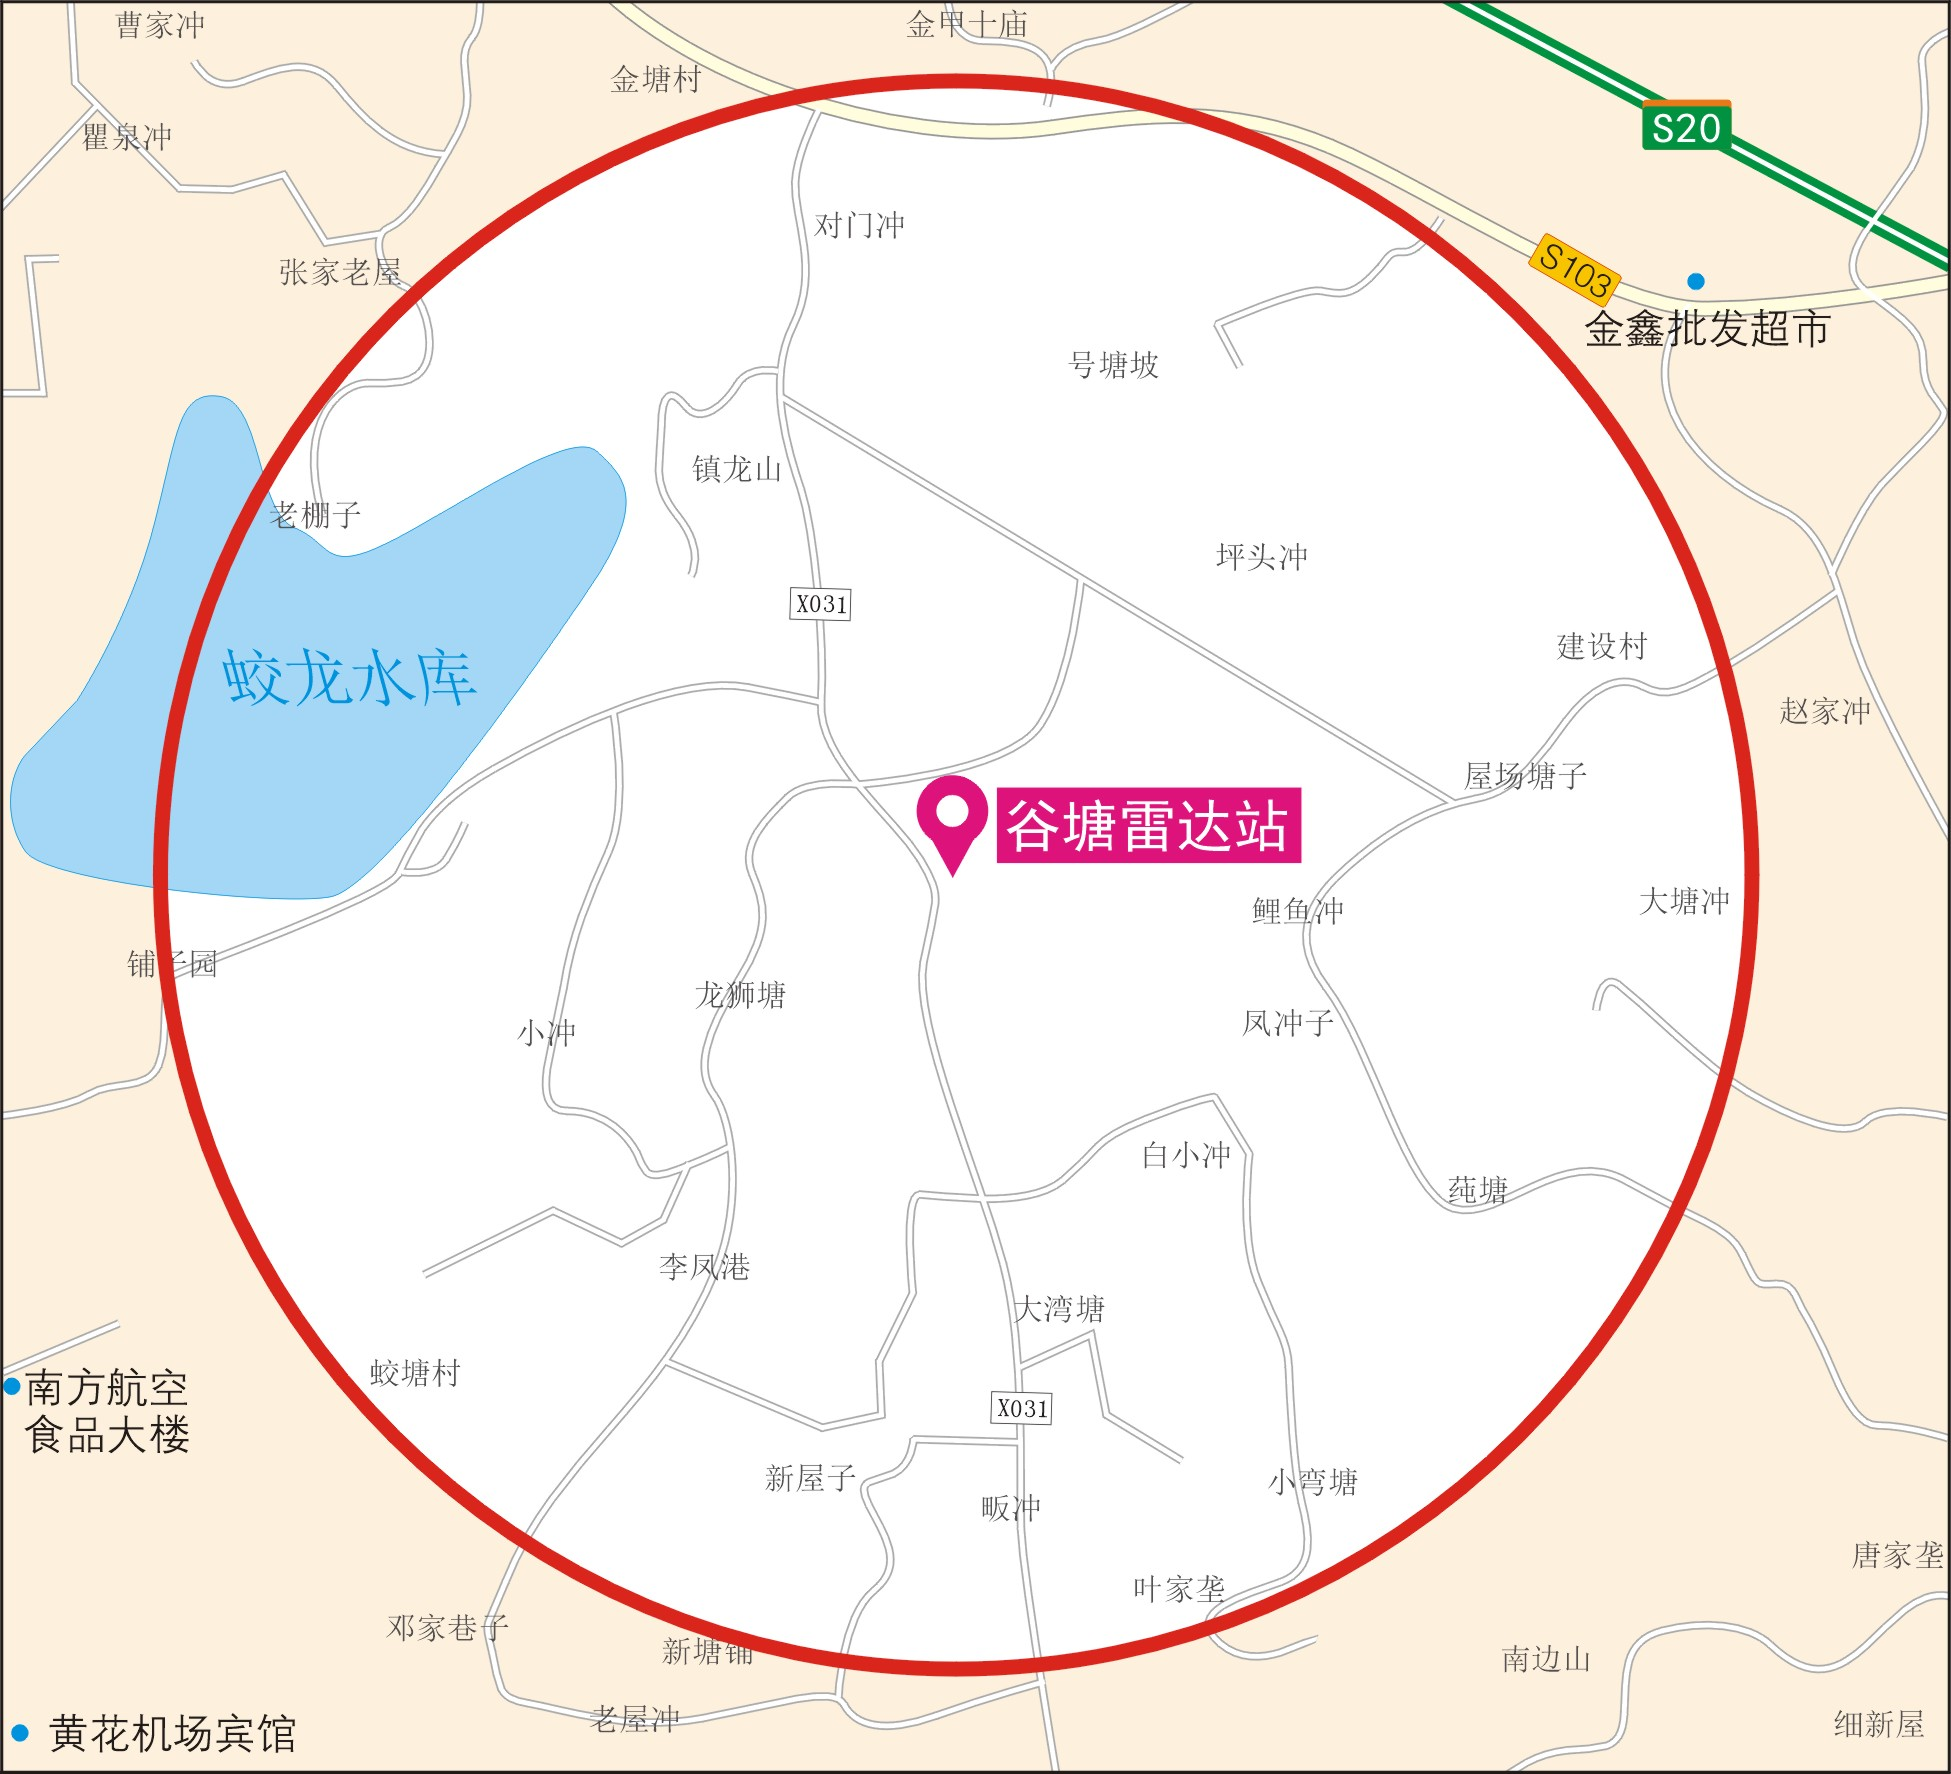 曹家冲
金甲十庙
金塘村
S20
瞿泉冲
对门冲
张家老屋
S103
金鑫批发超市
号塘坡
镇龙山
老棚子
坪头冲
X031
建设村
蛟龙水库
赵家冲
屋场塘子
谷塘雷达站
大塘冲
鲤鱼冲
铺子园
龙狮塘
凤冲子
小冲
白小冲
莼塘
李凤港
大湾塘
蛟塘村
南方航空
食品大楼
X031
新屋子
小弯塘
畈冲
唐家垄
叶家垄
邓家巷子
新塘铺
南边山
老屋冲
细新屋
黄花机场宾馆